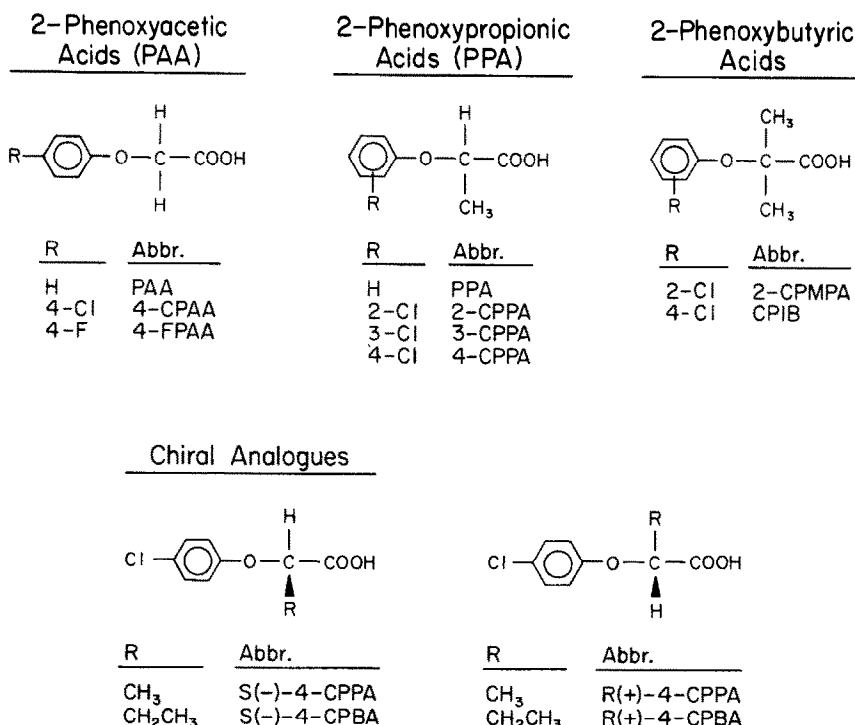 2-Phenoxyacetic
Acids (PAA)
R
O
H
C
H
COOH
R Abbr.
H PAA
4-Cl 4-CPAA
4-F 4-FPAA
2-Phenoxypropionic
Acids (PPA)
R
O
H
C
CH₃
COOH
R Abbr.
H PPA
2-Cl 2-CPPA
3-Cl 3-CPPA
4-Cl 4-CPPA
2-Phenoxybutyric
Acids
R
O
CH₃
C
CH₃
COOH
R Abbr.
2-Cl 2-CPMPA
4-Cl CPIB
Chiral Analogues
Cl
O
H
C
R
COOH
R Abbr.
CH₃ S(-)-4-CPPA
CH₂CH₃ S(-)-4-CPBA
Cl
O
R
C
H
COOH
R Abbr.
CH₃ R(+)-4-CPPA
CH₂CH₃ R(+)-4-CPBA